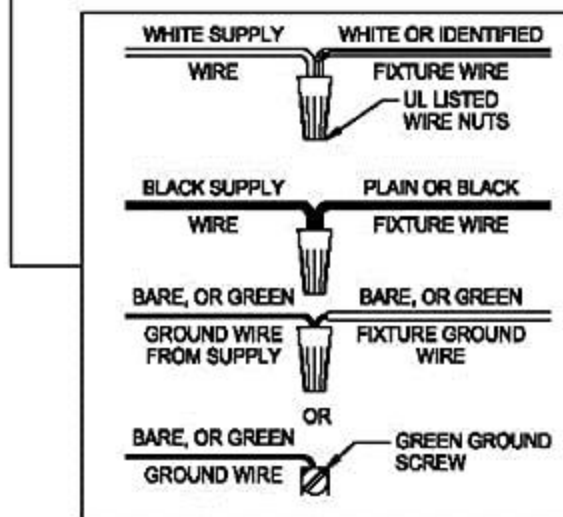 WHITE SUPPLY WHITE OR IDENTIFIED
WIRE FIXTURE WIRE
UL LISTED
WIRE NUTS
BLACK SUPPLY PLAIN OR BLACK
WIRE FIXTURE WIRE
BARE, OR GREEN BARE, OR GREEN
GROUND WIRE FIXTURE GROUND
FROM SUPPLY WIRE
OR
BARE, OR GREEN GREEN GROUND
GROUND WIRE SCREW